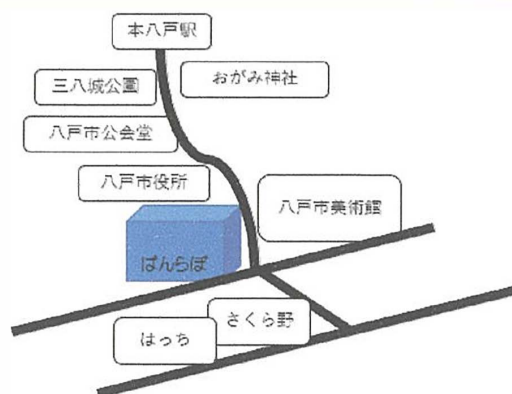 本八戸駅
おがみ神社
三八城公園
八戸市公会堂
八戸市役所
八戸市美術館
ばんらぼ
さくら野
はっち